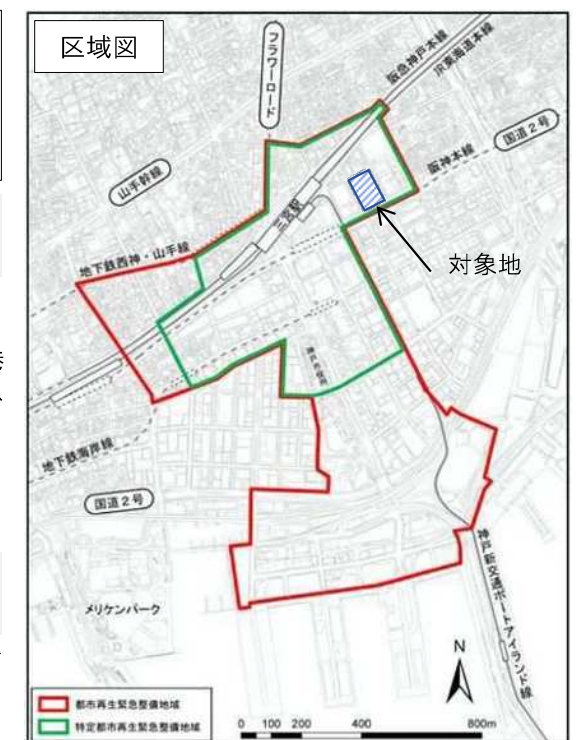 区域図
フラワーロード
阪急神戸本線
JR東海道本線
国道2号
阪神本線
山手幹線
三宮駅
対象地
地下鉄西神・山手線
神戸市役所
地下鉄海岸線
国道2号
神戸新交通ポートアイランド線
メリケンパーク
N
都市再生緊急整備地域
特定都市再生緊急整備地域
0 100 200 400 800m